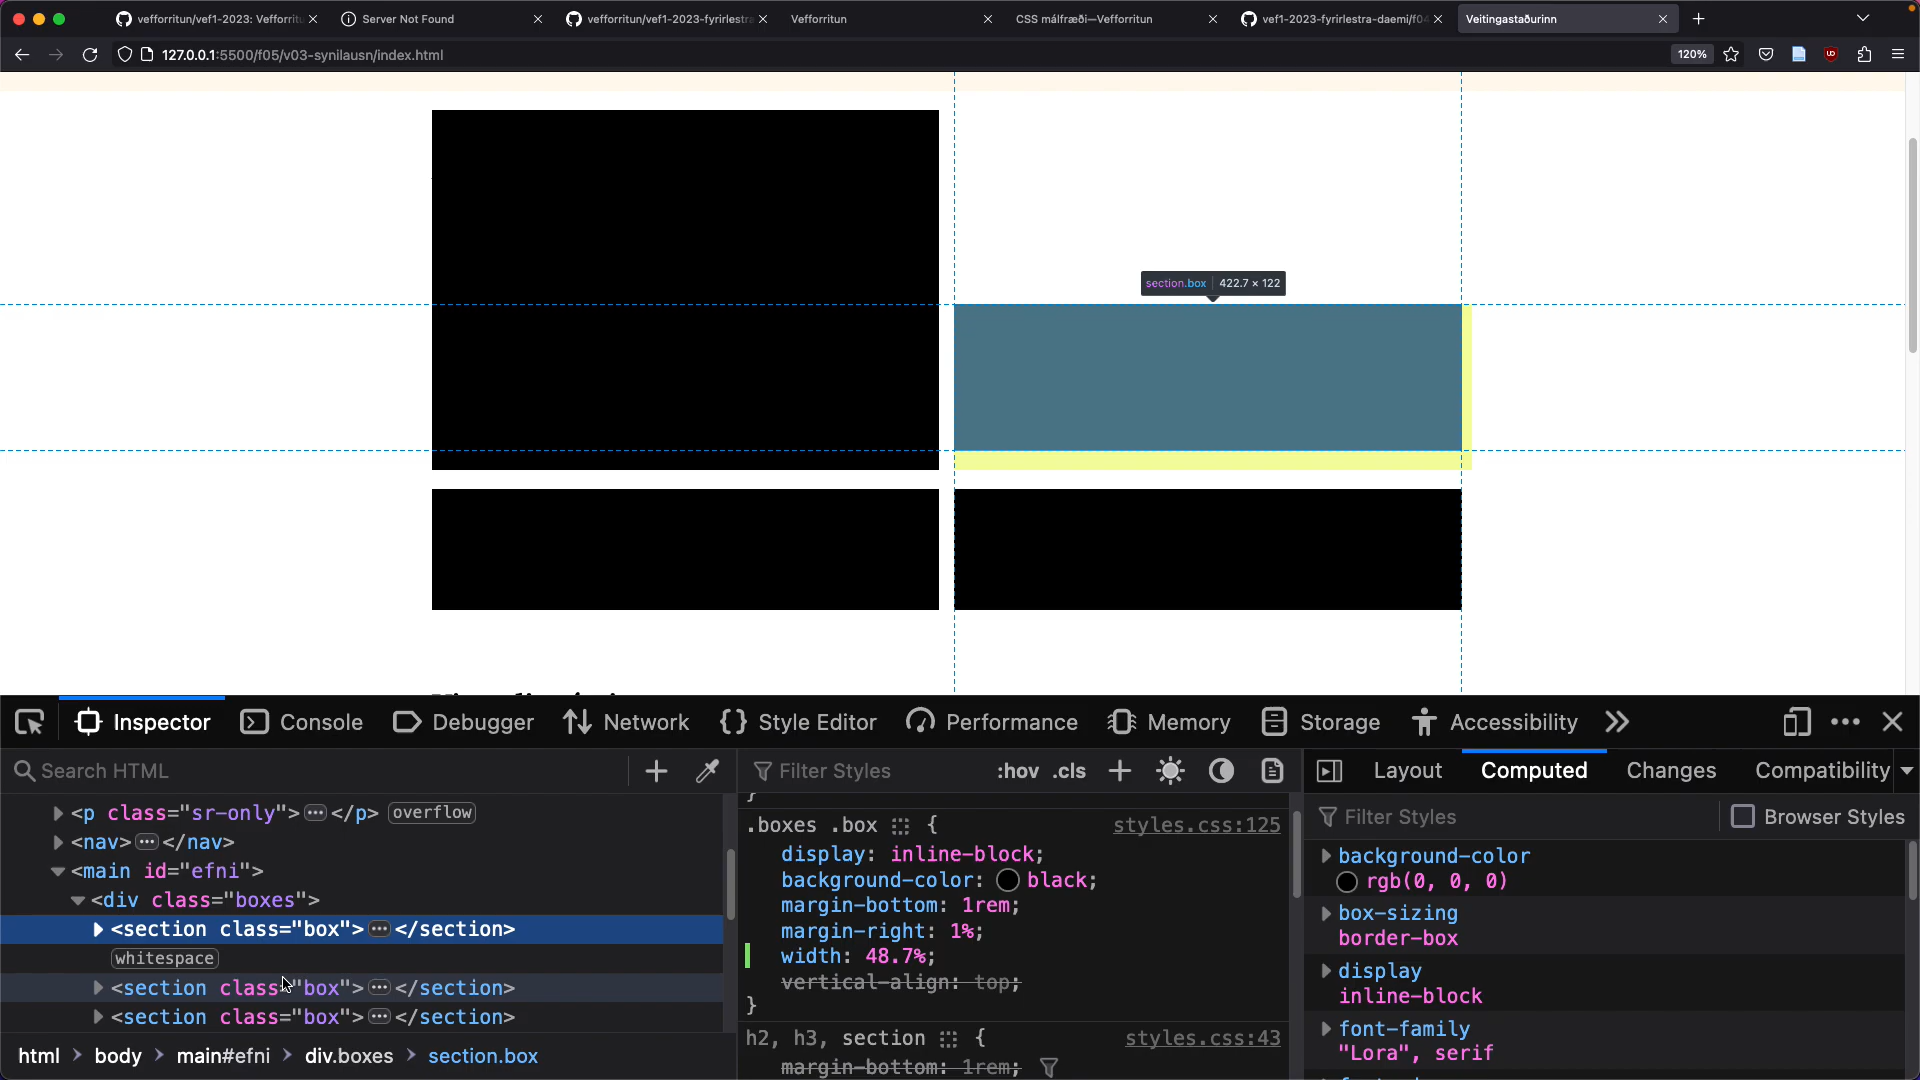 vefforritun/vef1-2023: Vefforritu
Server Not Found
vefforritun/vef1-2023-fyrirlestra
Vefforritun
CSS málfræði—Vefforritun
vef1-2023-fyrirlestra-daemi/f04
Veitingastaðurinn
127.0.0.1:5500/f05/v03-synilausn/index.html
120%
section.box 422.7 × 122
Inspector
Console
Debugger
Network
Style Editor
Performance
Memory
Storage
Accessibility
Search HTML
<p class="sr-only"></p> overflow
<nav></nav>
<main id="efni">
<div class="boxes">
<section class="box"></section>
whitespace
<section class="box"></section>
<section class="box"></section>
html > body > main#efni > div.boxes > section.box
Filter Styles
:hov .cls
}
.boxes .box { styles.css:125
display: inline-block;
background-color: black;
margin-bottom: 1rem;
margin-right: 1%;
width: 48.7%;
vertical-align: top;
}
h2, h3, section { styles.css:43
margin-bottom: 1rem;
Layout
Computed
Changes
Compatibility
Filter Styles
Browser Styles
background-color
rgb(0, 0, 0)
box-sizing
border-box
display
inline-block
font-family
"Lora", serif